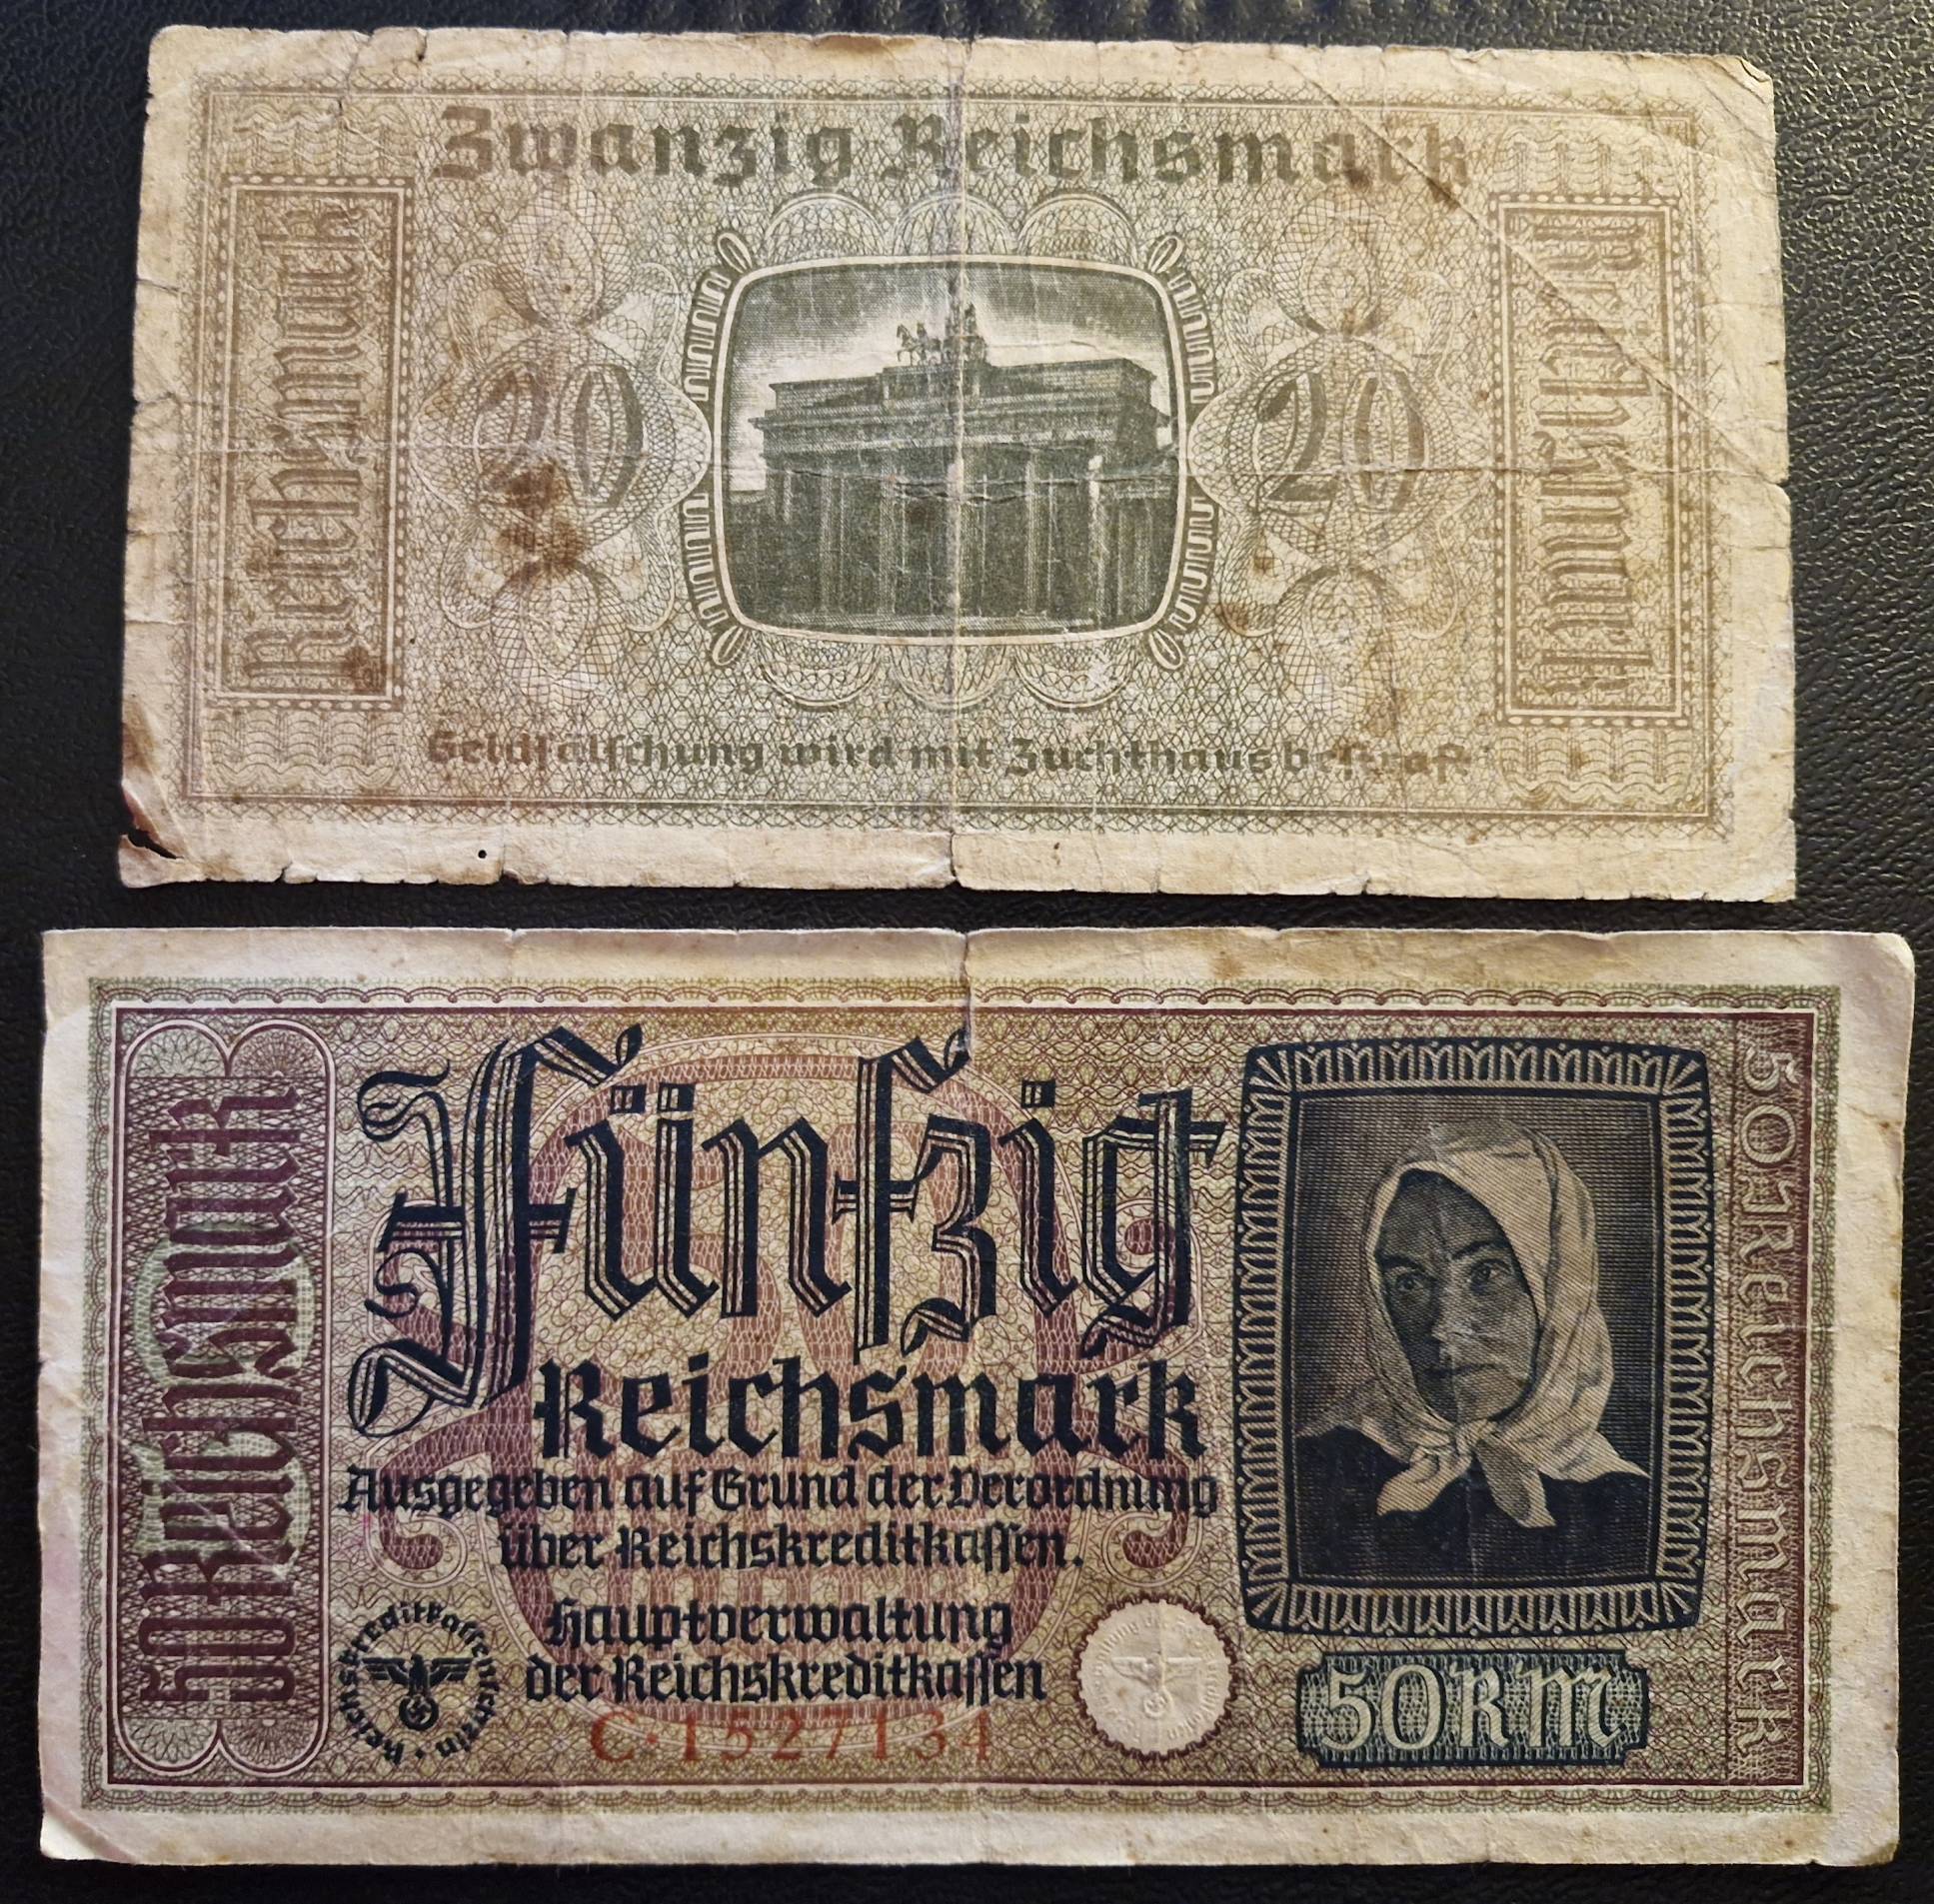 Zwanzig Reichsmark
Reichsmark
20
20
Reichsmark
Geldfälschung wird mit Zuchthaus bestraft
50 Reichsmark
Fünfzig
Reichsmark
Ausgegeben auf Grund der Verordnung
über Reichskreditkassen.
Hauptverwaltung
der Reichskreditkassen
Reichskreditkassenschein
C·1527134
50 RM
50 Reichsmark